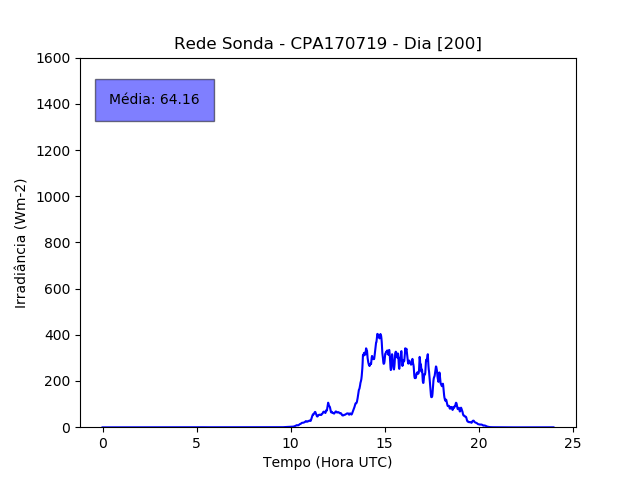 Rede Sonda - CPA170719 - Dia [200]
Média: 64.16
Irradiância (Wm-2)
1600
1400
1200
1000
800
600
400
200
0
0 5 10 15 20 25
Tempo (Hora UTC)